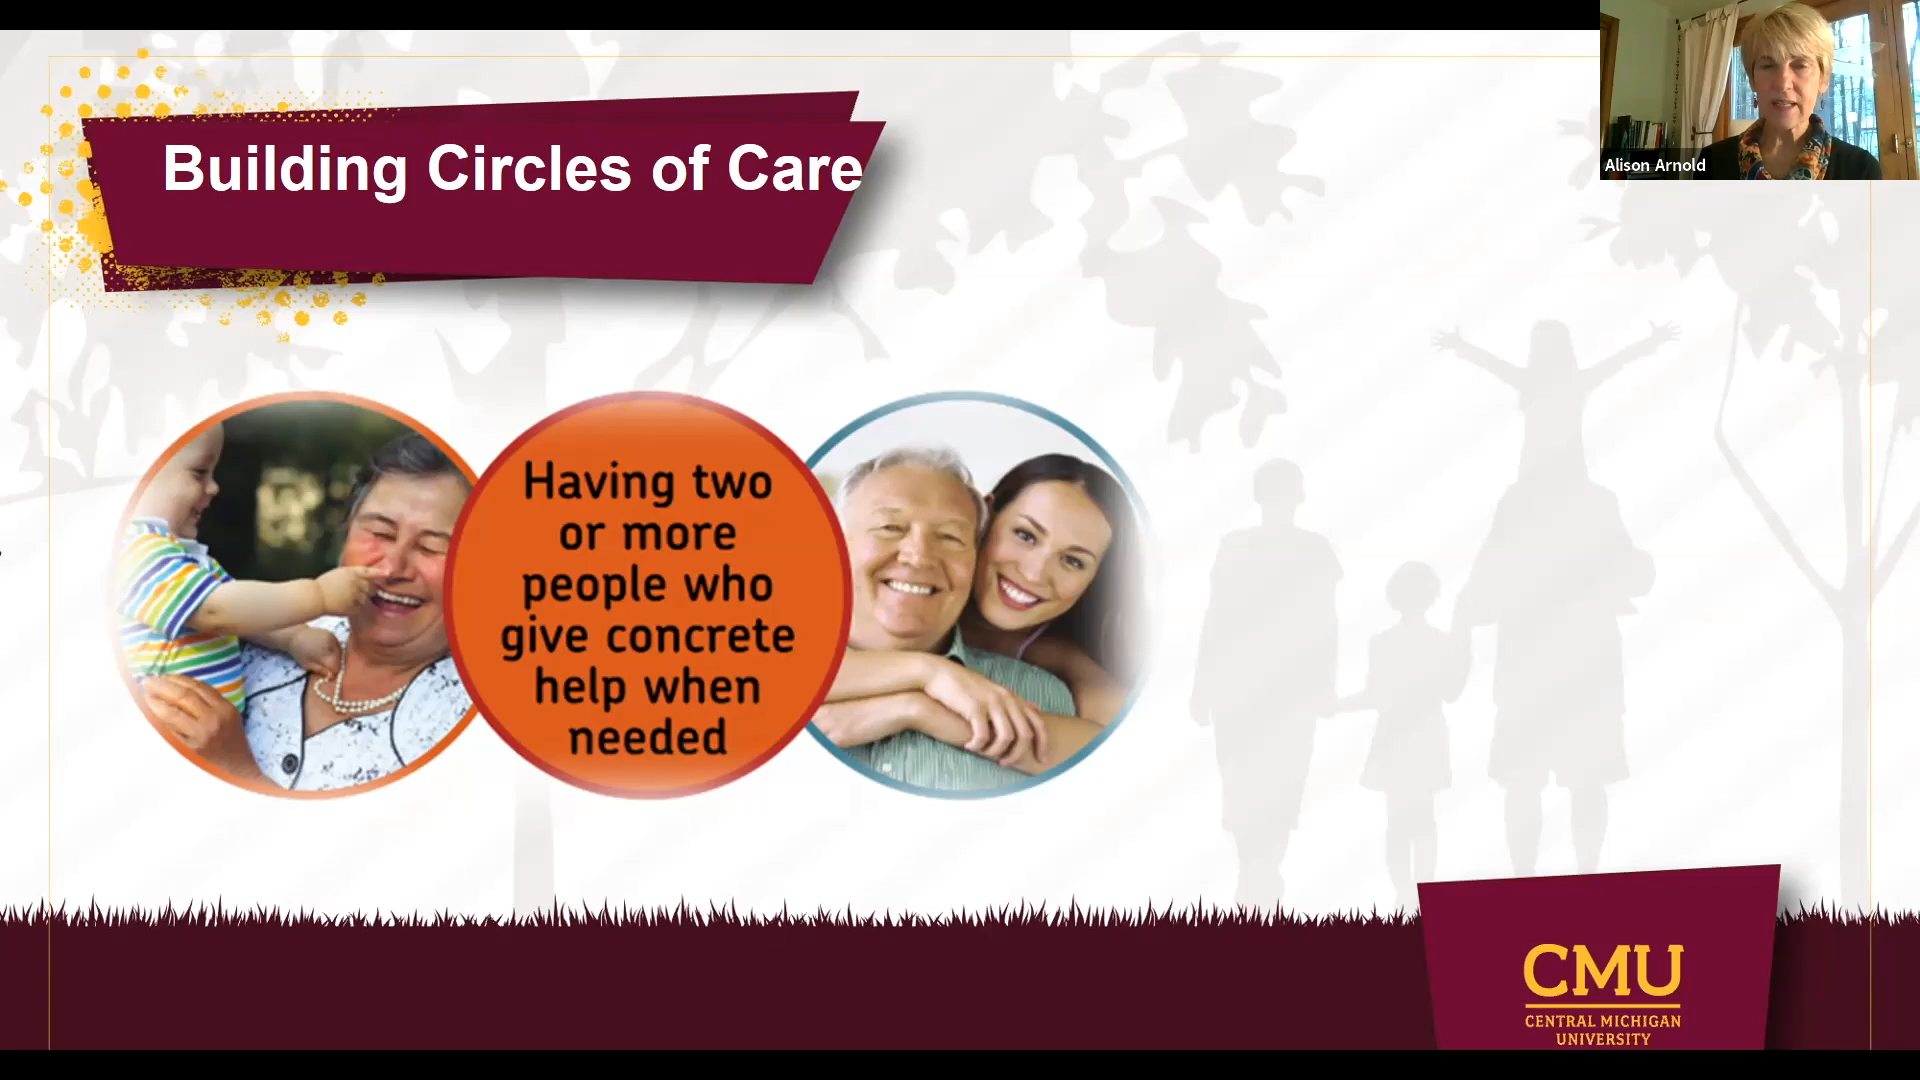 Building Circles of Care
Alison Arnold
Having two
or more
people who
give concrete
help when
needed
CMU
CENTRAL MICHIGAN
UNIVERSITY